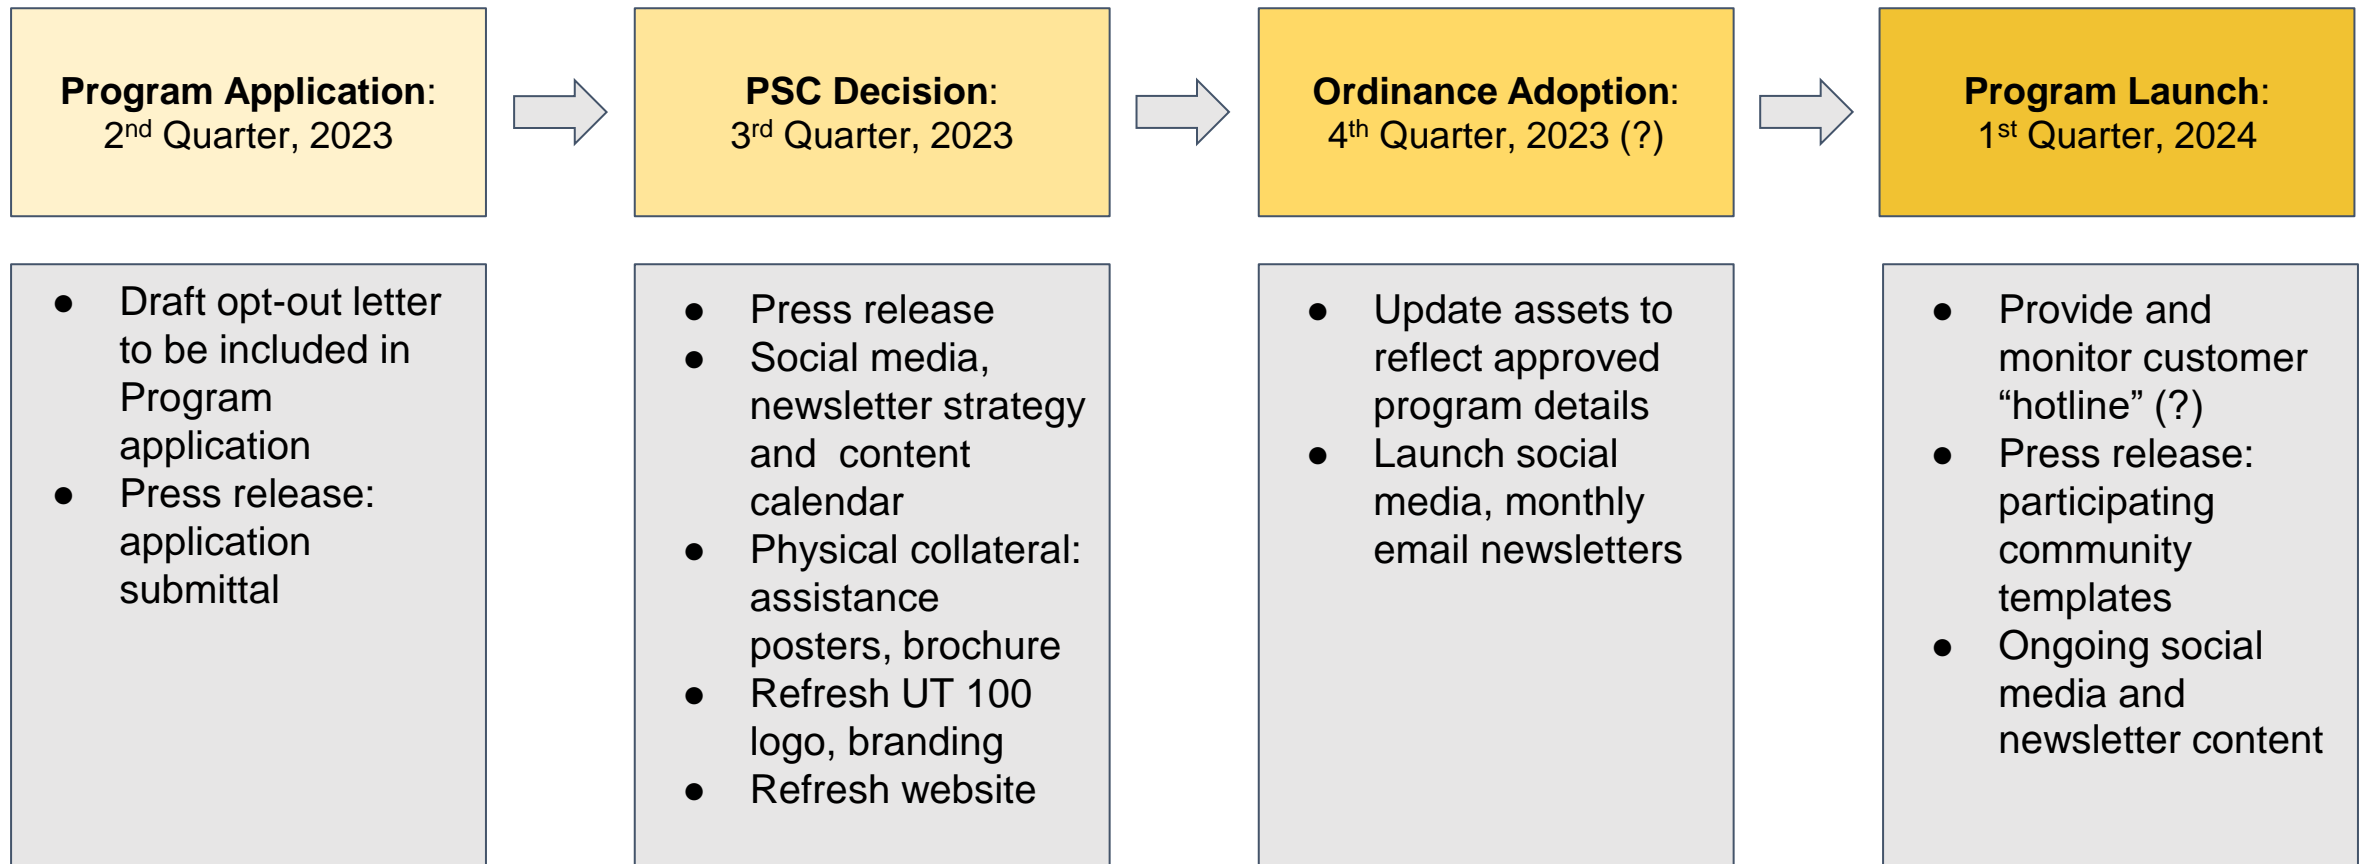 Program Application:
2nd Quarter, 2023
PSC Decision:
3rd Quarter, 2023
Ordinance Adoption:
4th Quarter, 2023 (?)
Program Launch:
1st Quarter, 2024
● Draft opt-out letter
to be included in
Program
application
● Press release:
application
submittal
● Press release
● Social media,
newsletter strategy
and  content
calendar
● Physical collateral:
assistance
posters, brochure
● Refresh UT 100
logo, branding
● Refresh website
● Update assets to
reflect approved
program details
● Launch social
media, monthly
email newsletters
● Provide and
monitor customer
“hotline” (?)
● Press release:
participating
community
templates
● Ongoing social
media and
newsletter content